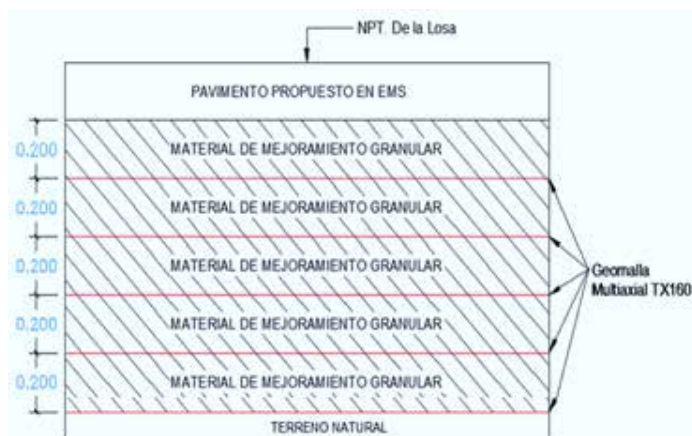 NPT. De la Losa
PAVIMENTO PROPUESTO EN EMS
0.200
MATERIAL DE MEJORAMIENTO GRANULAR
0.200
MATERIAL DE MEJORAMIENTO GRANULAR
0.200
MATERIAL DE MEJORAMIENTO GRANULAR
Geomalla
Multiaxial TX160
0.200
MATERIAL DE MEJORAMIENTO GRANULAR
0.200
MATERIAL DE MEJORAMIENTO GRANULAR
TERRENO NATURAL